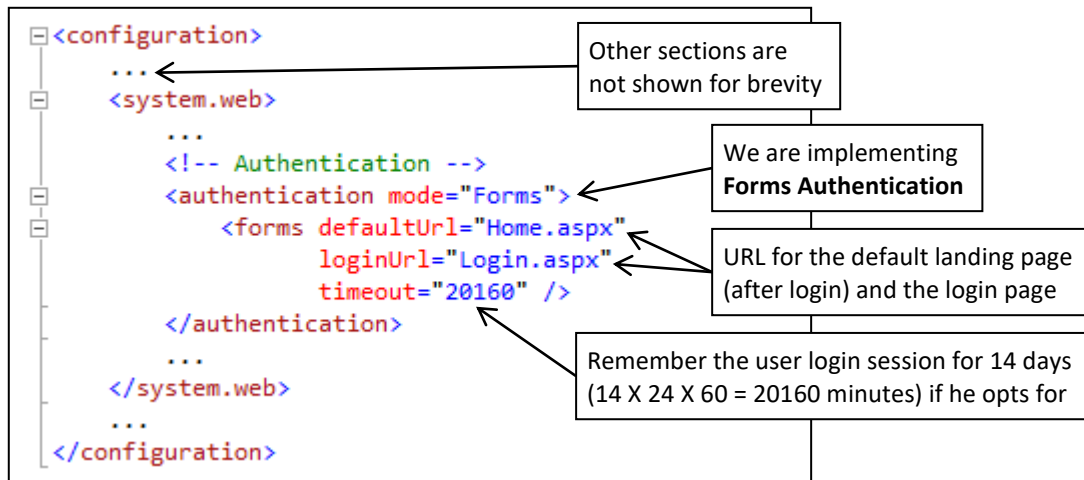 <configuration>
...
<system.web>
...
<!-- Authentication -->
<authentication mode="Forms">
<forms defaultUrl="Home.aspx"
loginUrl="Login.aspx"
timeout="20160" />
</authentication>
...
</system.web>
...
</configuration>
Other sections are
not shown for brevity
We are implementing
Forms Authentication
URL for the default landing page
(after login) and the login page
Remember the user login session for 14 days
(14 X 24 X 60 = 20160 minutes) if he opts for